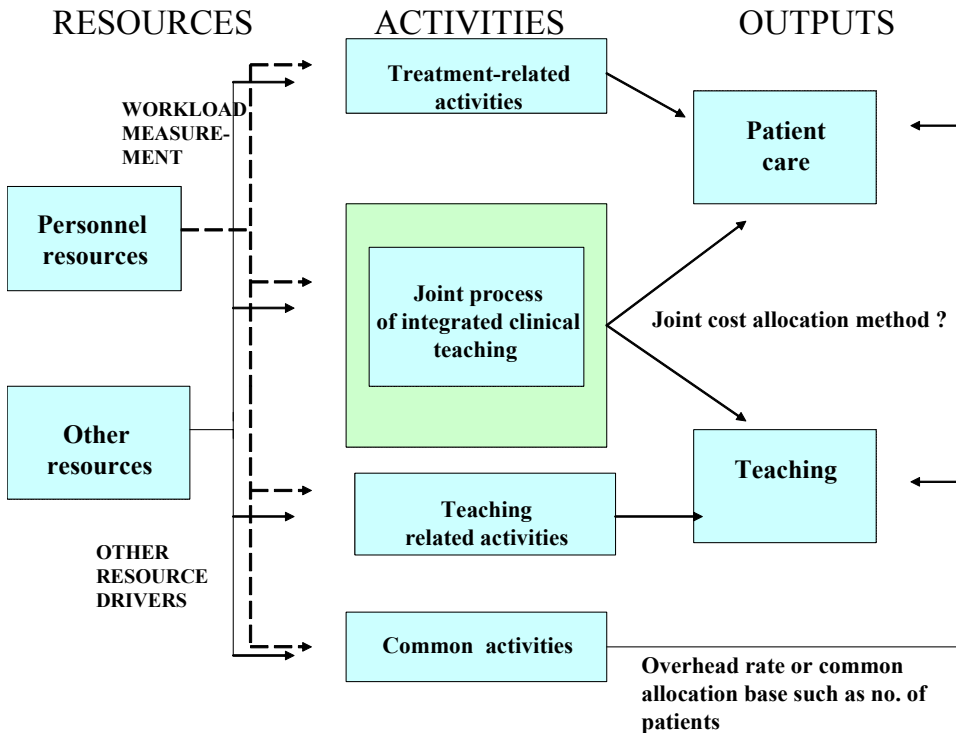 RESOURCES
ACTIVITIES
OUTPUTS
Treatment-related
activities
WORKLOAD
MEASURE-
MENT
Patient
care
Personnel
resources
Joint process
of integrated clinical
teaching
Joint cost allocation method ?
Other
resources
Teaching
Teaching
related activities
OTHER
RESOURCE
DRIVERS
Common activities
Overhead rate or common
allocation base such as no. of
patients